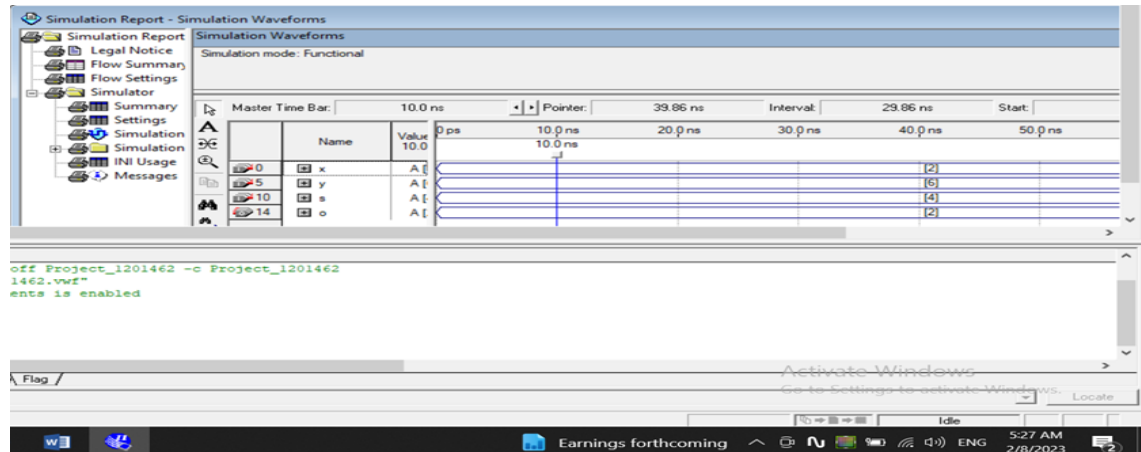 Simulation Report - Simulation Waveforms
Simulation Report
Legal Notice
Flow Summary
Flow Settings
Simulator
Summary
Settings
Simulation
Simulation
INI Usage
Messages
Simulation Waveforms
Simulation mode: Functional
Master Time Bar: 10.0 ns Pointer: 39.86 ns Interval: 29.86 ns Start:
Name Value 10.0
0 ps 10.0 ns 20.0 ns 30.0 ns 40.0 ns 50.0 ns
10.0 ns
0 x A [ [2]
5 y A [ [6]
10 s A [ [4]
14 o A [ [2]
off Project_1201462 -c Project_1201462
1462.vwf"
ents is enabled
Flag
Activate Windows
Go to Settings to activate Windows.
Locate
Idle
Earnings forthcoming ENG 5:27 AM
2/8/2023
2